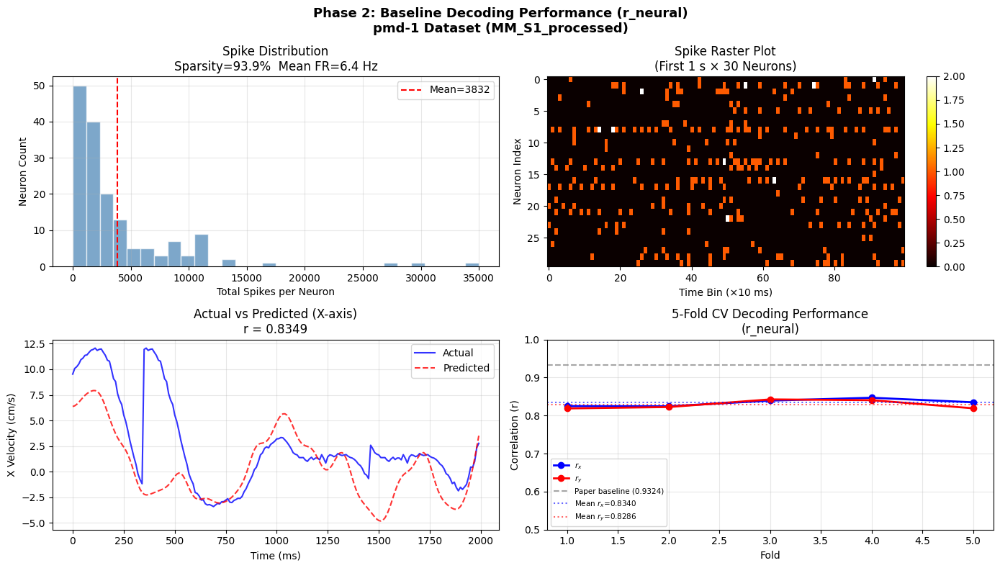 Phase 2: Baseline Decoding Performance (r_neural)
pmd-1 Dataset (MM_S1_processed)
Spike Distribution
Sparsity=93.9%  Mean FR=6.4 Hz
Neuron Count
50
40
30
20
10
0
Mean=3832
0 5000 10000 15000 20000 25000 30000 35000
Total Spikes per Neuron
Spike Raster Plot
(First 1 s × 30 Neurons)
Neuron Index
0
5
10
15
20
25
0 20 40 60 80
Time Bin (×10 ms)
2.00
1.75
1.50
1.25
1.00
0.75
0.50
0.25
0.00
Actual vs Predicted (X-axis)
r = 0.8349
X Velocity (cm/s)
12.5
10.0
7.5
5.0
2.5
0.0
−2.5
−5.0
Actual
Predicted
0 250 500 750 1000 1250 1500 1750 2000
Time (ms)
5-Fold CV Decoding Performance
(r_neural)
Correlation (r)
1.0
0.9
0.8
0.7
0.6
0.5
rx
ry
Paper baseline (0.9324)
Mean rx=0.8340
Mean ry=0.8286
1.0 1.5 2.0 2.5 3.0 3.5 4.0 4.5 5.0
Fold